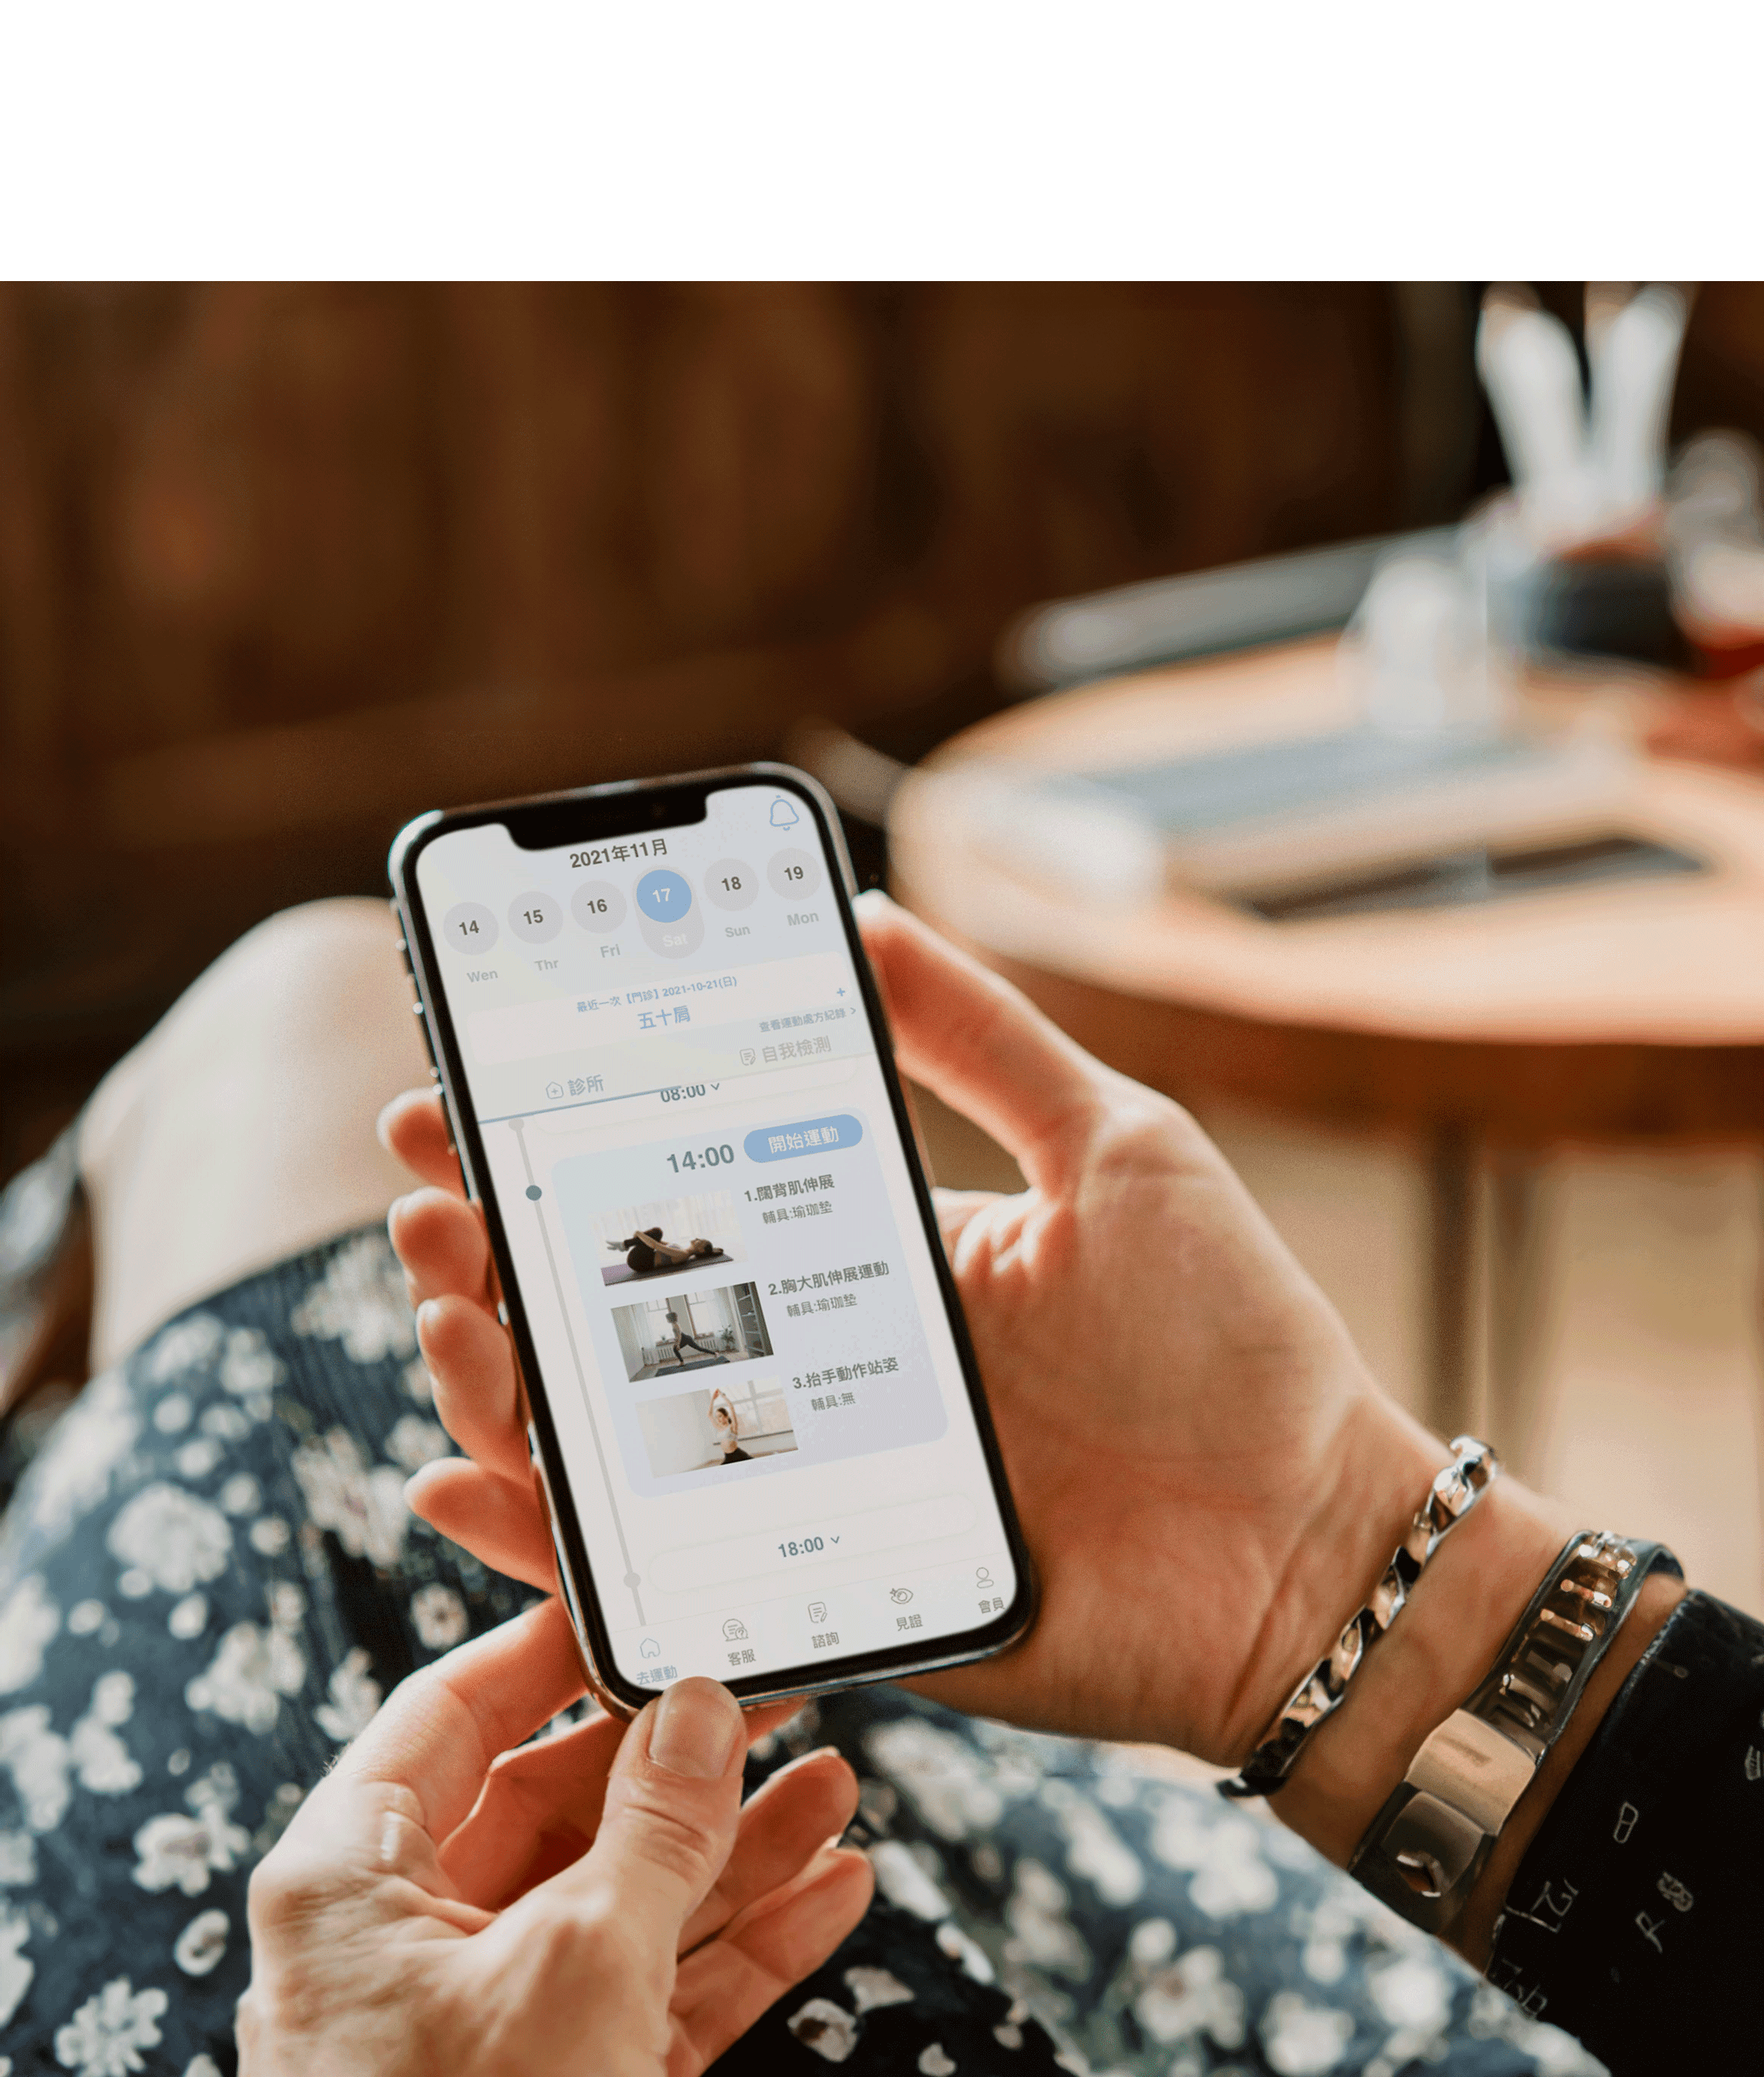 2021年11月
14 15 16 17 18 19
Wen Thr Fri Sat Sun Mon
最近一次【門診】2021-10-21(日)
五十肩
+
查看運動處方紀錄 >
診所
自我檢測
08:00
14:00 開始運動
1.闊背肌伸展
輔具:瑜珈墊
2.胸大肌伸展運動
輔具:瑜珈墊
3.抬手動作站姿
輔具:無
18:00
去運動 客服 諮詢 見證 會員